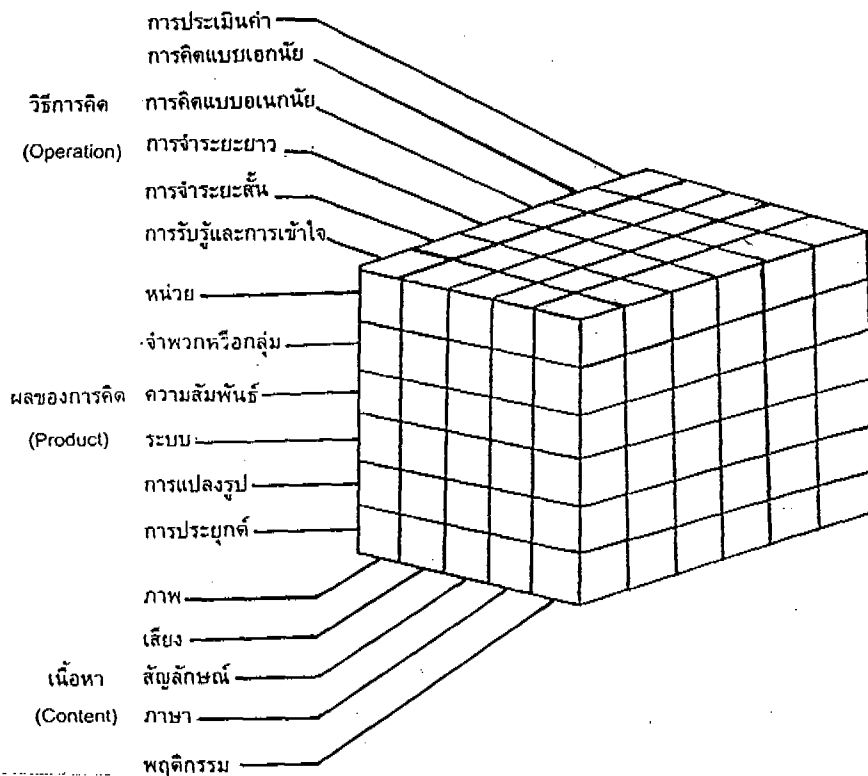 การประเมินค่า
การคิดแบบเอกนัย
วิธีการคิด การคิดแบบอเนกนัย
(Operation) การจำระยะยาว
การจำระยะสั้น
การรับรู้และการเข้าใจ
หน่วย
จำพวกหรือกลุ่ม
ผลของการคิด ความสัมพันธ์
(Product) ระบบ
การแปลงรูป
การประยุกต์
ภาพ
เสียง
เนื้อหา สัญลักษณ์
(Content) ภาษา
พฤติกรรม